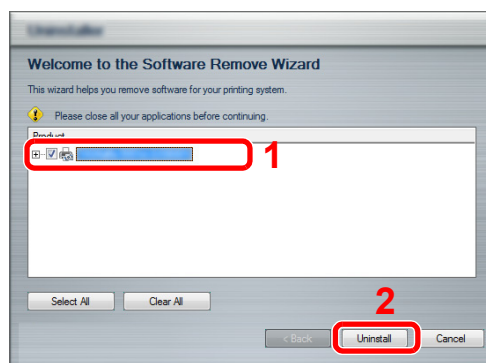 Welcome to the Software Remove Wizard
This wizard helps you remove software for your printing system.
Please close all your applications before continuing.
Product
1
Select All Clear All
2
< Back Uninstall Cancel